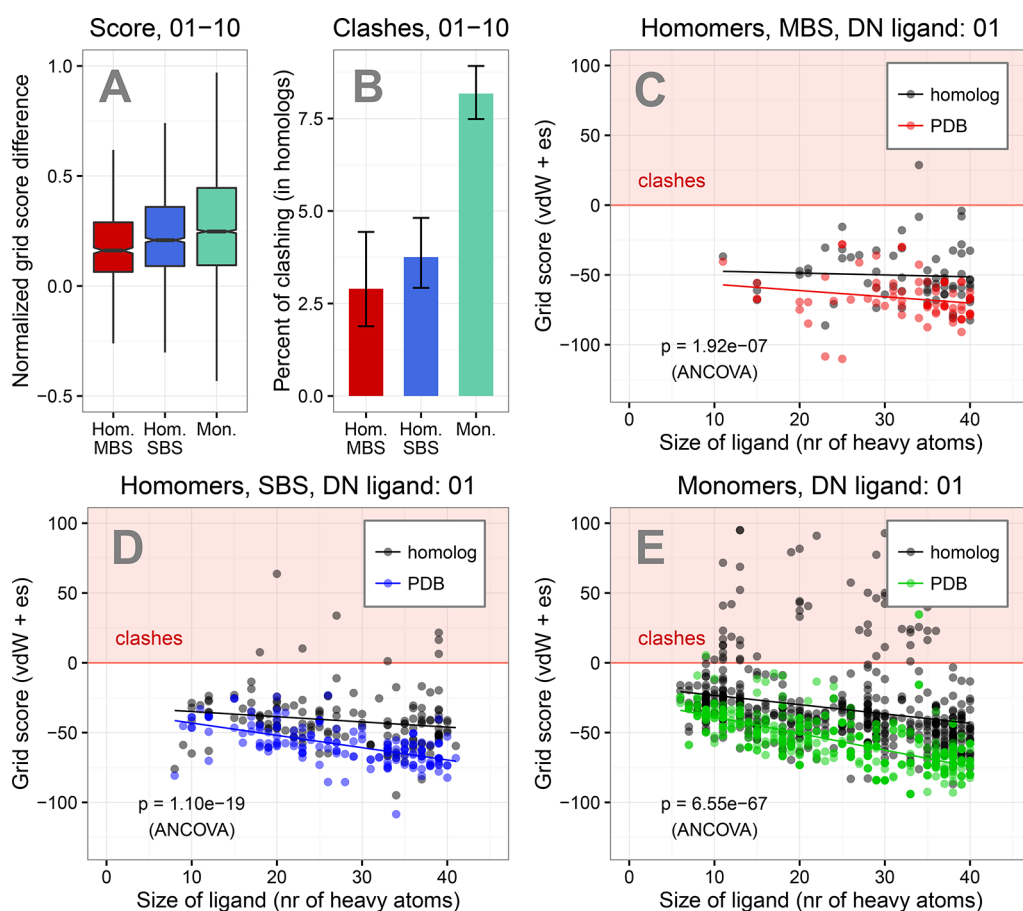 Score, 01−10
A
Normalized grid score difference
1.0
0.5
0.0
−0.5
Hom.
MBS
Hom.
SBS
Mon.
Clashes, 01−10
B
Percent of clashing (in homologs)
7.5
5.0
2.5
0.0
Hom.
MBS
Hom.
SBS
Mon.
Homomers, MBS, DN ligand: 01
C
homolog
PDB
clashes
Grid score (vdW + es)
100
50
0
−50
−100
p = 1.92e−07
(ANCOVA)
0
10
20
30
40
Size of ligand (nr of heavy atoms)
Homomers, SBS, DN ligand: 01
D
homolog
PDB
clashes
Grid score (vdW + es)
100
50
0
−50
−100
p = 1.10e−19
(ANCOVA)
0
10
20
30
40
Size of ligand (nr of heavy atoms)
Monomers, DN ligand: 01
E
homolog
PDB
clashes
Grid score (vdW + es)
100
50
0
−50
−100
p = 6.55e−67
(ANCOVA)
0
10
20
30
40
Size of ligand (nr of heavy atoms)